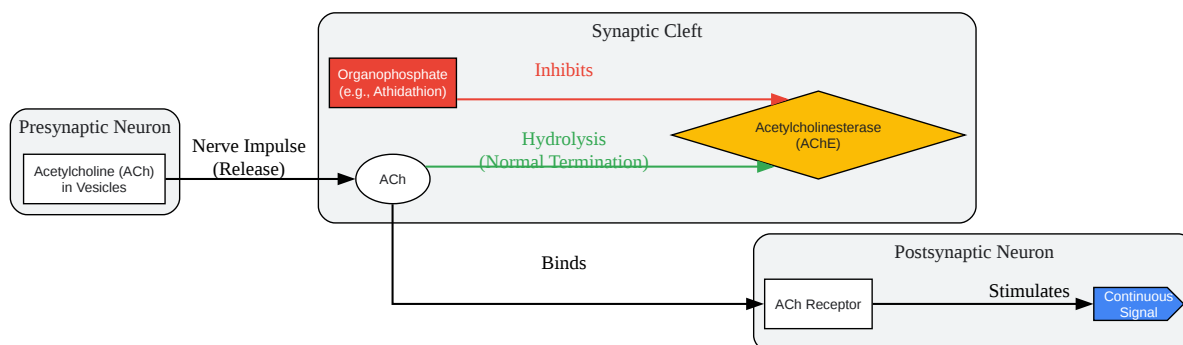 Synaptic Cleft
Organophosphate
(e.g., Athidathion)
Inhibits
Acetylcholinesterase
(AChE)
Presynaptic Neuron
Acetylcholine (ACh)
in Vesicles
Nerve Impulse
(Release)
Hydrolysis
(Normal Termination)
ACh
Binds
Postsynaptic Neuron
ACh Receptor
Stimulates
Continuous
Signal